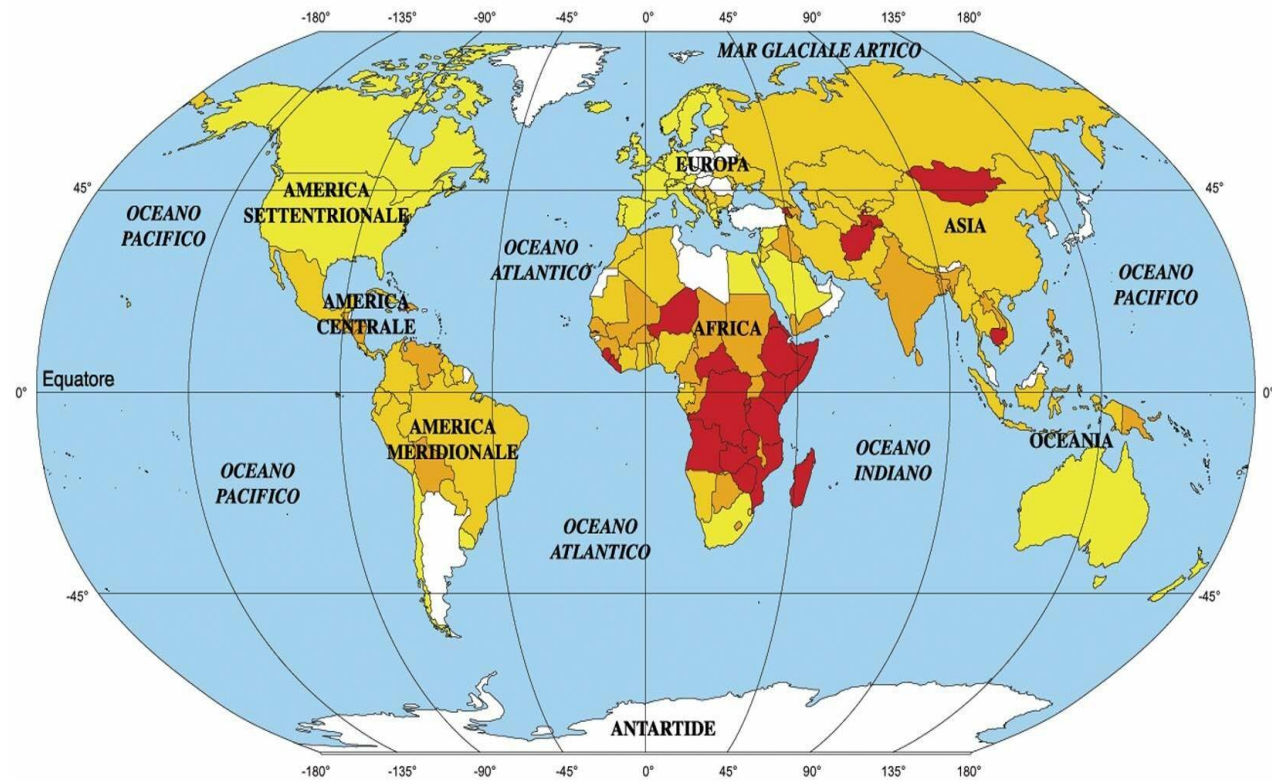 -180° -135° -90° -45° 0° 45° 90° 135° 180°
MAR GLACIALE ARTICO
EUROPA
45° 45°
AMERICA
SETTENTRIONALE
OCEANO
PACIFICO
ASIA
OCEANO
ATLANTICO
OCEANO
PACIFICO
AMERICA
CENTRALE
AFRICA
Equatore
0° 0°
AMERICA
MERIDIONALE
OCEANIA
OCEANO
INDIANO
OCEANO
PACIFICO
OCEANO
ATLANTICO
-45° -45°
ANTARTIDE
-180° -135° -90° -45° 0° 45° 90° 135° 180°